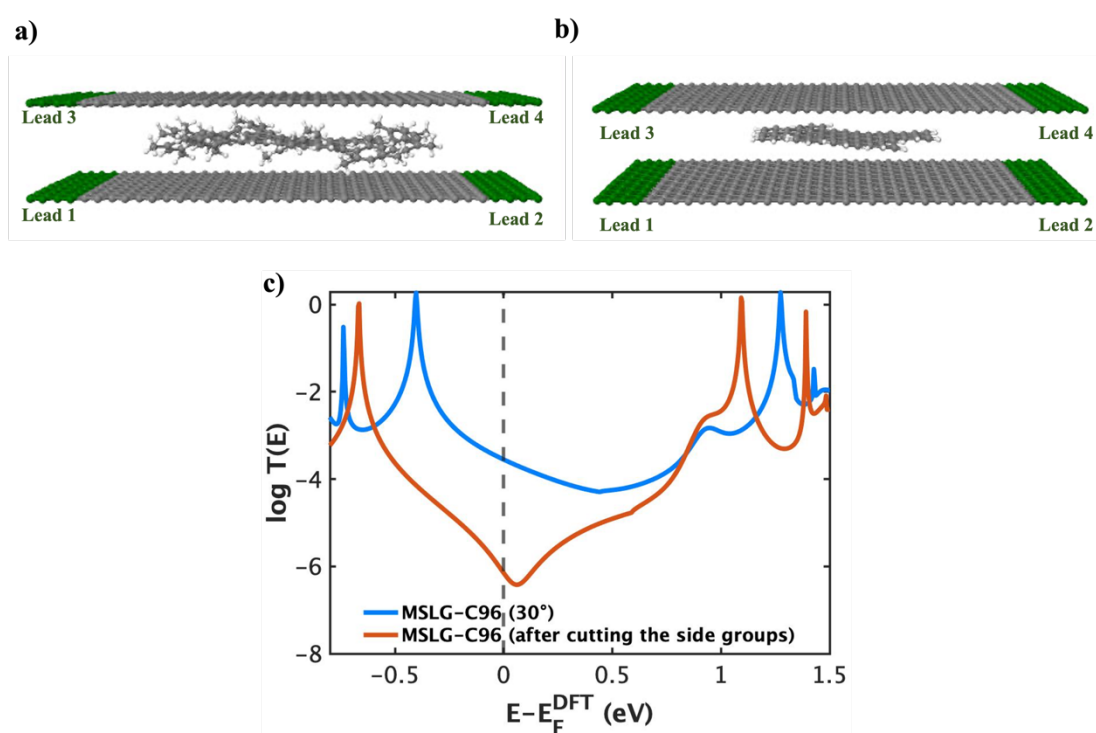 a)
b)
Lead 3
Lead 4
Lead 1
Lead 2
Lead 3
Lead 4
Lead 1
Lead 2
c)
0
−2
−4
−6
−8
log T(E)
MSLG-C96 (30°)
MSLG-C96 (after cutting the side groups)
−0.5
0
0.5
1
1.5
E−E_F^DFT (eV)